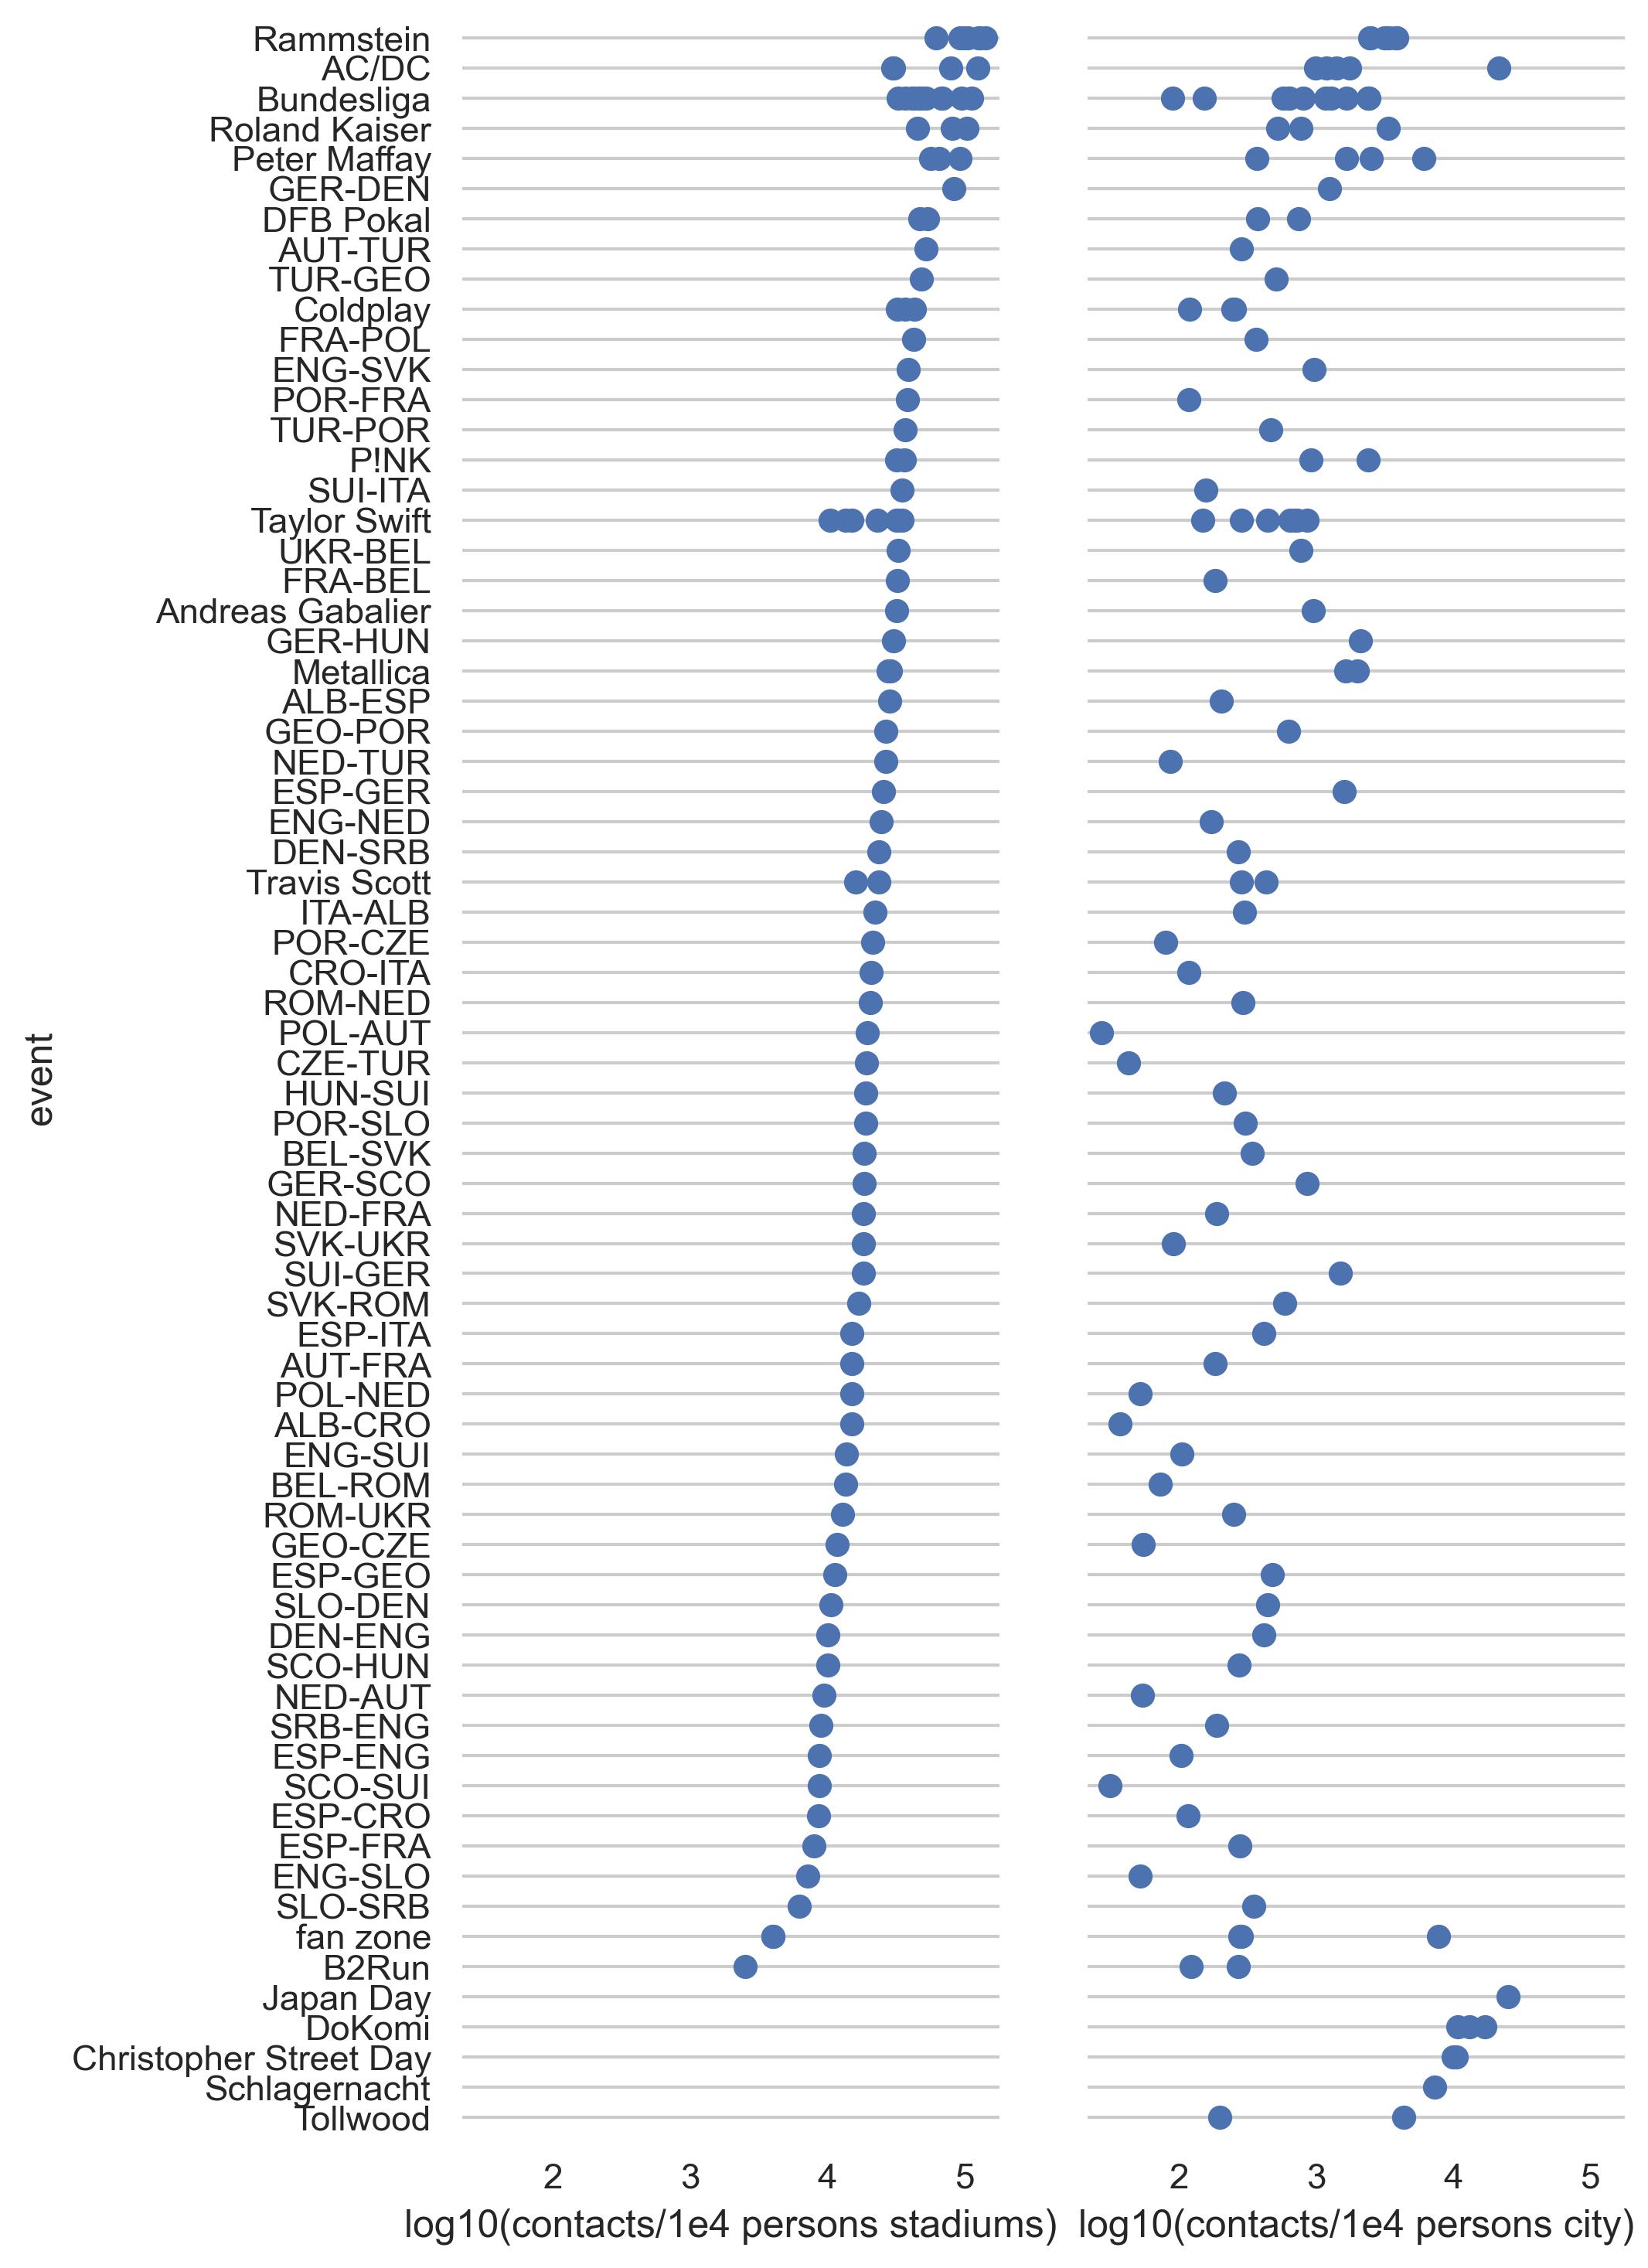 Rammstein
AC/DC
Bundesliga
Roland Kaiser
Peter Maffay
GER-DEN
DFB Pokal
AUT-TUR
TUR-GEO
Coldplay
FRA-POL
ENG-SVK
POR-FRA
TUR-POR
P!NK
SUI-ITA
Taylor Swift
UKR-BEL
FRA-BEL
Andreas Gabalier
GER-HUN
Metallica
ALB-ESP
GEO-POR
NED-TUR
ESP-GER
ENG-NED
DEN-SRB
Travis Scott
ITA-ALB
POR-CZE
CRO-ITA
ROM-NED
POL-AUT
CZE-TUR
HUN-SUI
POR-SLO
BEL-SVK
GER-SCO
NED-FRA
SVK-UKR
SUI-GER
SVK-ROM
ESP-ITA
AUT-FRA
POL-NED
ALB-CRO
ENG-SUI
BEL-ROM
ROM-UKR
GEO-CZE
ESP-GEO
SLO-DEN
DEN-ENG
SCO-HUN
NED-AUT
SRB-ENG
ESP-ENG
SCO-SUI
ESP-CRO
ESP-FRA
ENG-SLO
SLO-SRB
fan zone
B2Run
Japan Day
DoKomi
Christopher Street Day
Schlagernacht
Tollwood
event
2 3 4 5
log10(contacts/1e4 persons stadiums)
2 3 4 5
log10(contacts/1e4 persons city)